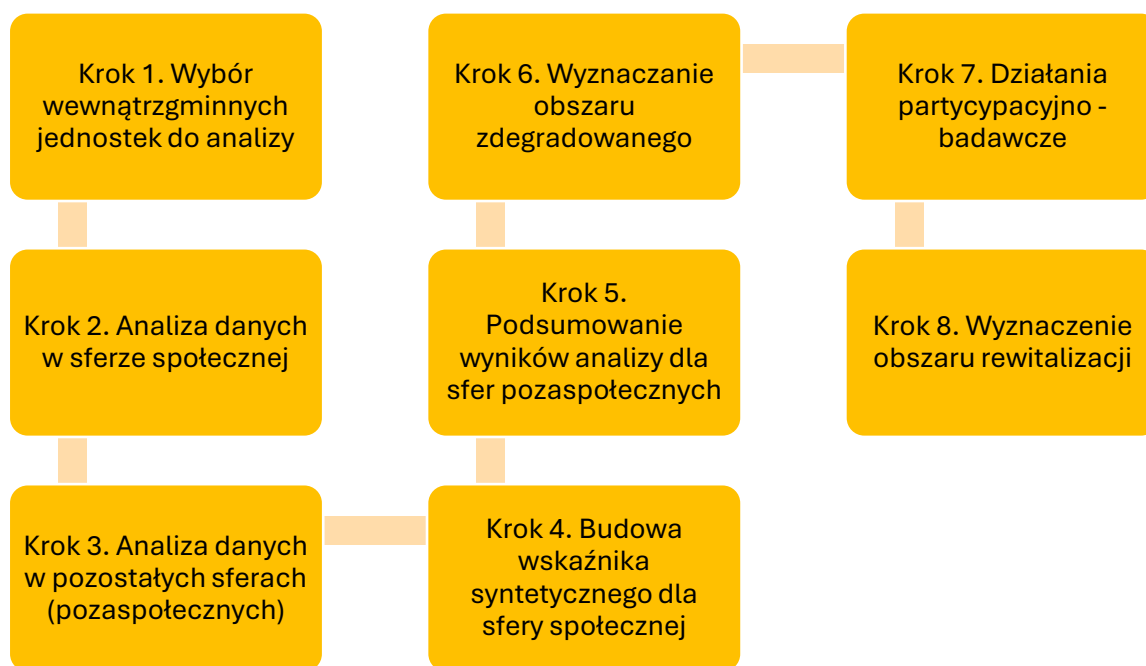 Krok 1. Wybór
wewnątrzgminnych
jednostek do analizy
Krok 2. Analiza danych
w sferze społecznej
Krok 3. Analiza danych
w pozostałych sferach
(pozaspołecznych)
Krok 4. Budowa
wskaźnika
syntetycznego dla
sfery społecznej
Krok 5.
Podsumowanie
wyników analizy dla
sfer pozaspołecznych
Krok 6. Wyznaczanie
obszaru
zdegradowanego
Krok 7. Działania
partycypacyjno -
badawcze
Krok 8. Wyznaczenie
obszaru rewitalizacji